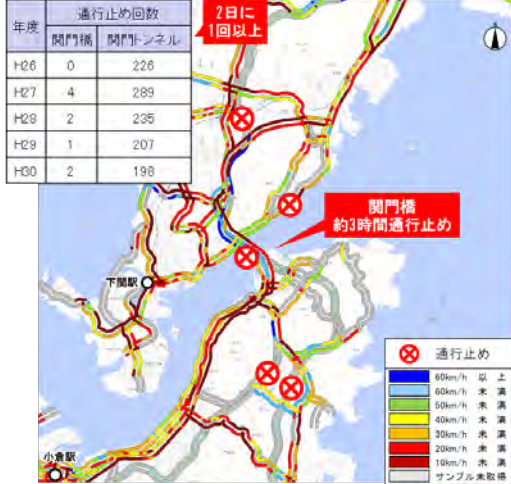 年度 通行止め回数
関門橋 関門トンネル
H26 0 226
H27 4 289
H28 2 235
H29 1 207
H30 2 198
2日に
1回以上
関門橋
約3時間通行止め
下関駅
小倉駅
通行止め
60km/h 以 上
60km/h 未 満
50km/h 未 満
40km/h 未 満
30km/h 未 満
20km/h 未 満
10km/h 未 満
サンプル未取得